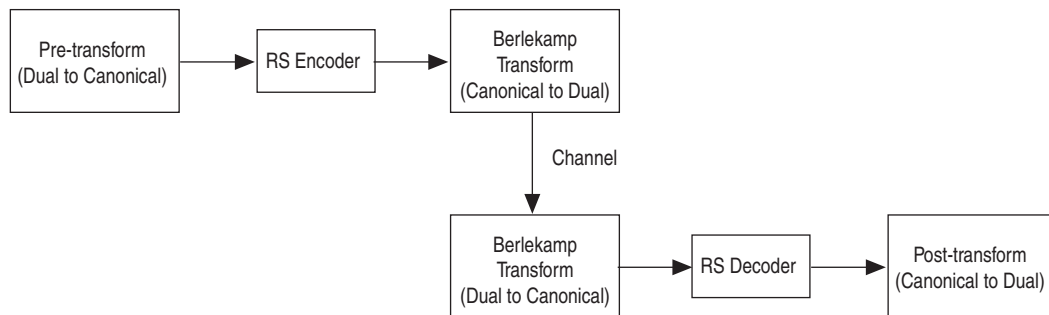 Pre-transform
(Dual to Canonical)
RS Encoder
Berlekamp
Transform
(Canonical to Dual)
Channel
Berlekamp
Transform
(Dual to Canonical)
RS Decoder
Post-transform
(Canonical to Dual)